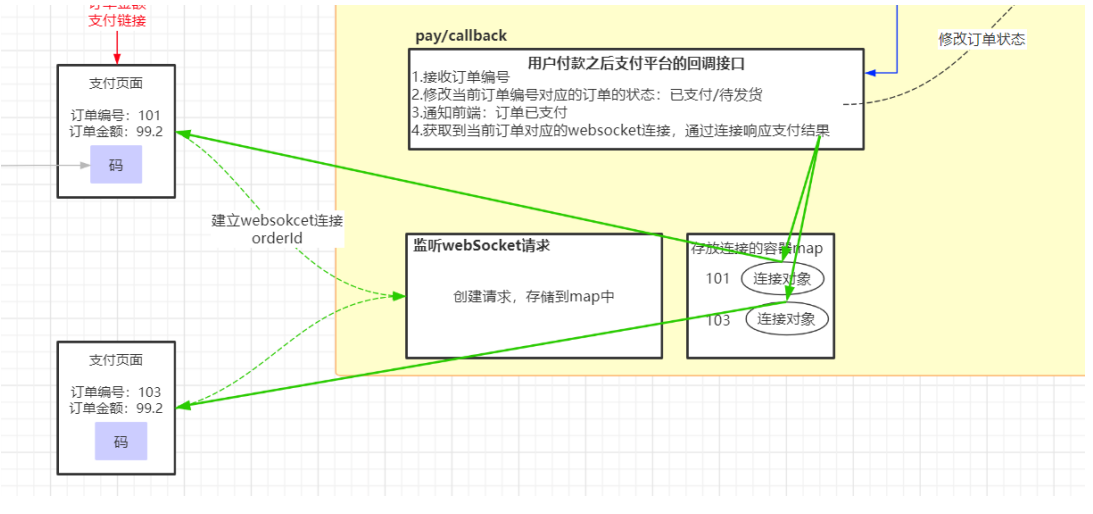 支付链接
支付页面
订单编号：101
订单金额：99.2
码
建立websokcet连接
orderId
支付页面
订单编号：103
订单金额：99.2
码
pay/callback
用户付款之后支付平台的回调接口
1.接收订单编号
2.修改当前订单编号对应的订单的状态：已支付/待发货
3.通知前端：订单已支付
4.获取到当前订单对应的websocket连接，通过连接响应支付结果
修改订单状态
监听webSocket请求
创建请求，存储到map中
存放连接的容器map
101
连接对象
103
连接对象